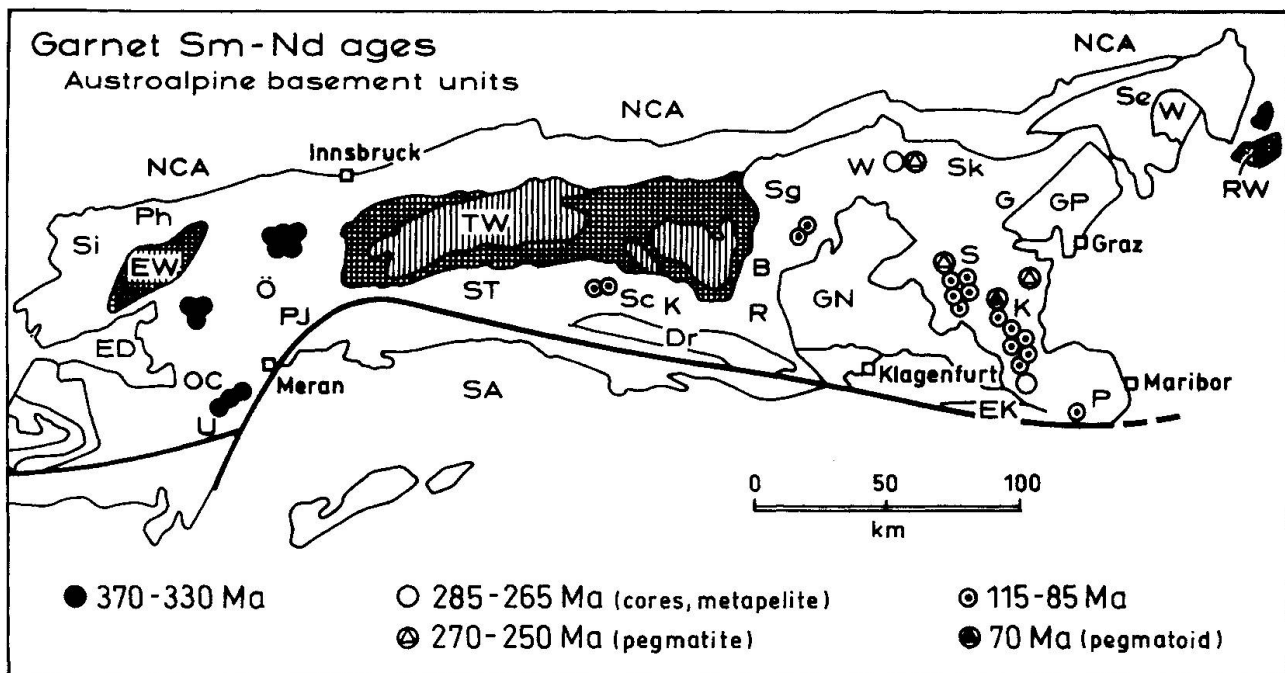 Garnet Sm-Nd ages
Austroalpine basement units
NCA
NCA
NCA
Innsbruck
Se
W
RW
W
Sk
Sg
G
GP
Graz
Ph
Si
EW
TW
Ö
ST
Sc
K
B
R
GN
S
K
PJ
ED
Dr
OC
Meran
SA
Klagenfurt
EK
P
Maribor
U
0 50 100
km
370-330 Ma
285-265 Ma (cores, metapelite)
115-85 Ma
270-250 Ma (pegmatite)
70 Ma (pegmatoid)